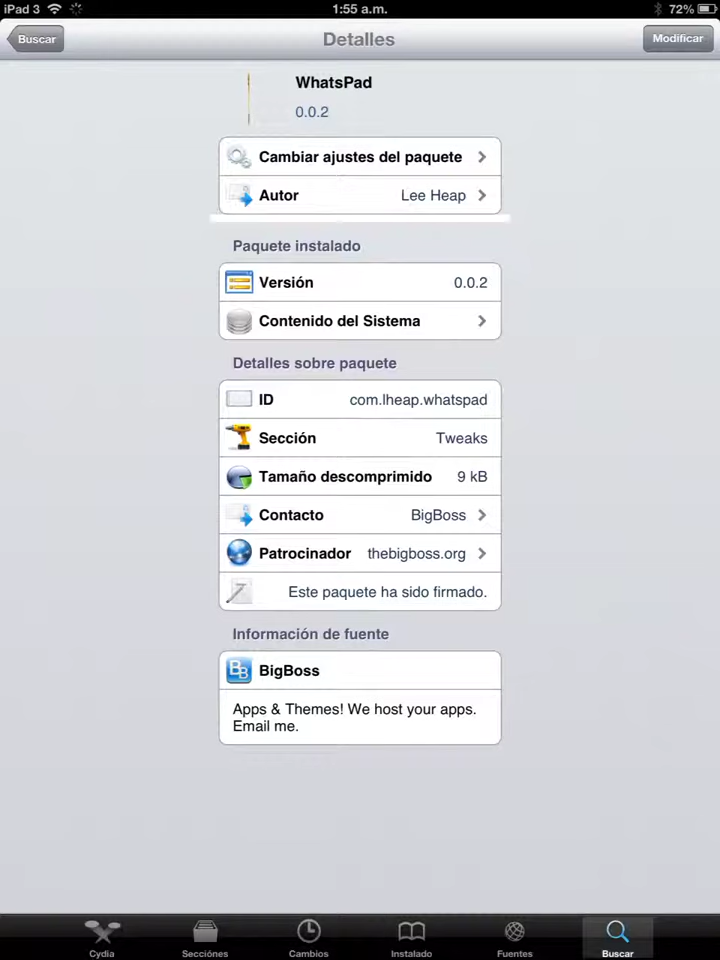 iPad 3 1:55 a.m. 72%
Buscar Detalles Modificar
WhatsPad
0.0.2
Cambiar ajustes del paquete
Autor Lee Heap
Paquete instalado
Versión 0.0.2
Contenido del Sistema
Detalles sobre paquete
ID com.lheap.whatspad
Sección Tweaks
Tamaño descomprimido 9 kB
Contacto BigBoss
Patrocinador thebigboss.org
Este paquete ha sido firmado.
Información de fuente
BB BigBoss
Apps & Themes! We host your apps.
Email me.
Cydia Secciónes Cambios Instalado Fuentes Buscar